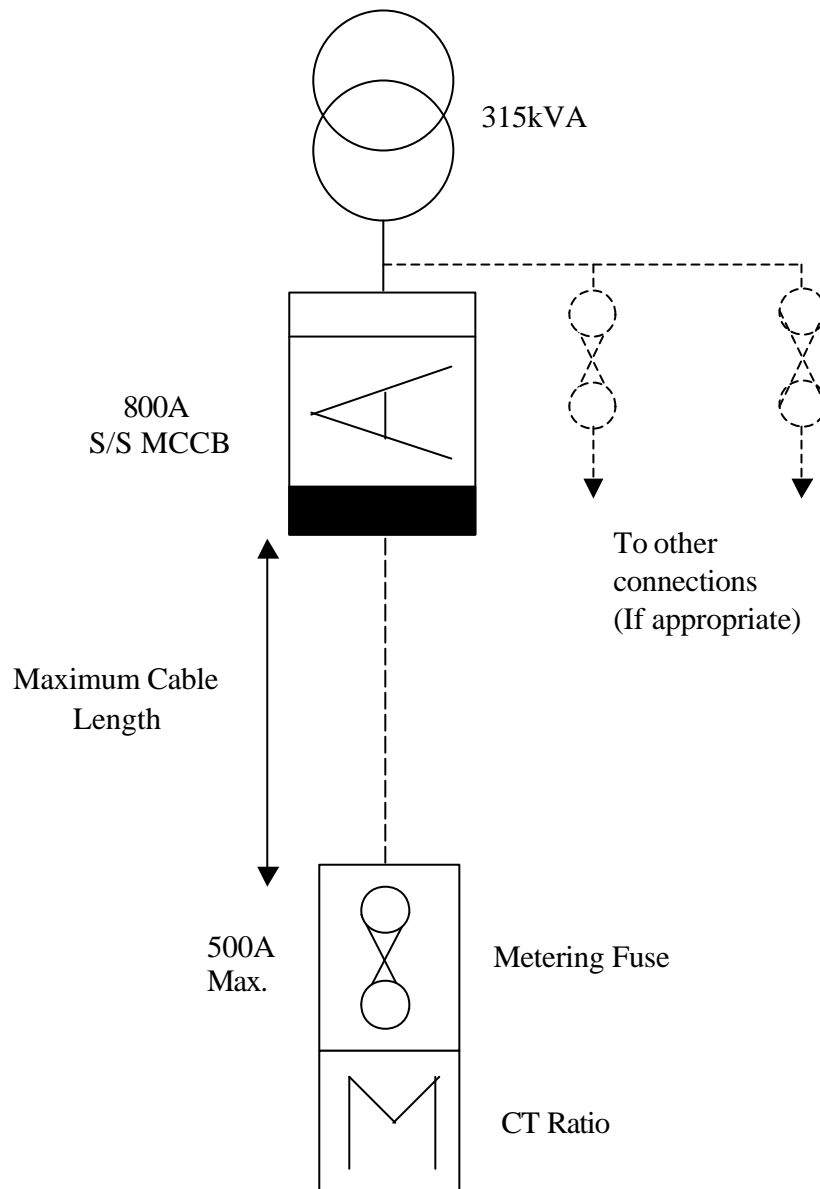 315kVA
800A
S/S MCCB
To other
connections
(If appropriate)
Maximum Cable
Length
500A
Max.
Metering Fuse
M
CT Ratio